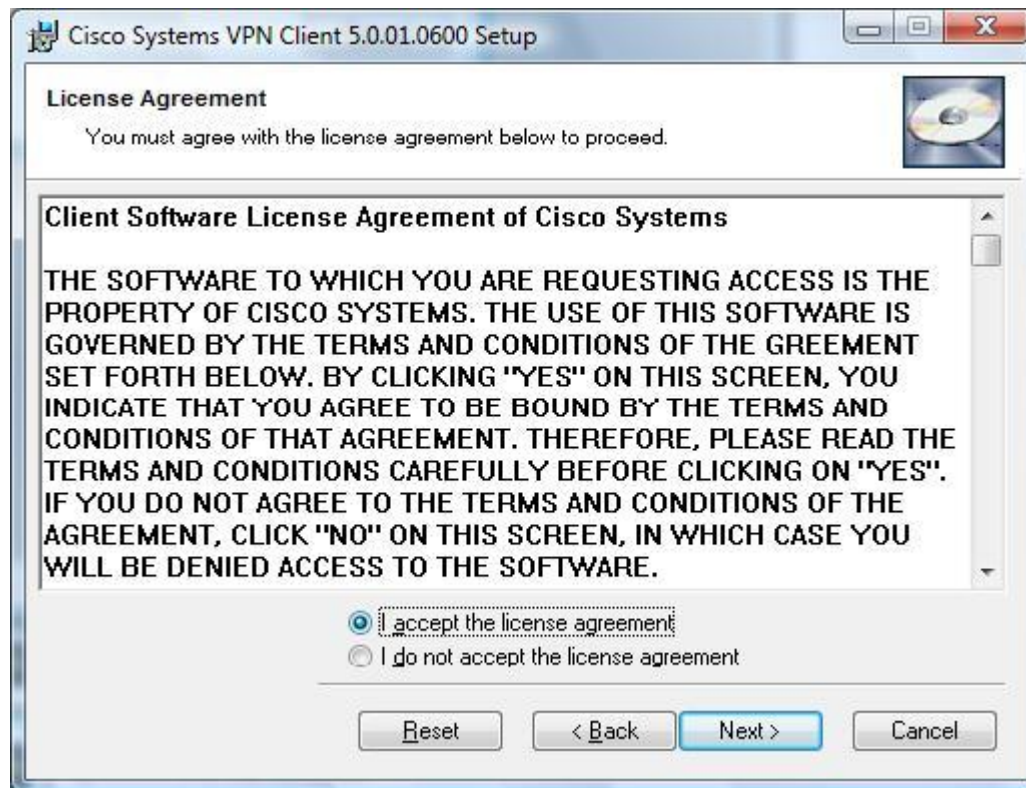 Cisco Systems VPN Client 5.0.01.0600 Setup
License Agreement
You must agree with the license agreement below to proceed.
Client Software License Agreement of Cisco Systems
THE SOFTWARE TO WHICH YOU ARE REQUESTING ACCESS IS THE
PROPERTY OF CISCO SYSTEMS. THE USE OF THIS SOFTWARE IS
GOVERNED BY THE TERMS AND CONDITIONS OF THE GREEMENT
SET FORTH BELOW. BY CLICKING "YES" ON THIS SCREEN, YOU
INDICATE THAT YOU AGREE TO BE BOUND BY THE TERMS AND
CONDITIONS OF THAT AGREEMENT. THEREFORE, PLEASE READ THE
TERMS AND CONDITIONS CAREFULLY BEFORE CLICKING ON "YES".
IF YOU DO NOT AGREE TO THE TERMS AND CONDITIONS OF THE
AGREEMENT, CLICK "NO" ON THIS SCREEN, IN WHICH CASE YOU
WILL BE DENIED ACCESS TO THE SOFTWARE.
I accept the license agreement
I do not accept the license agreement
Reset < Back Next > Cancel